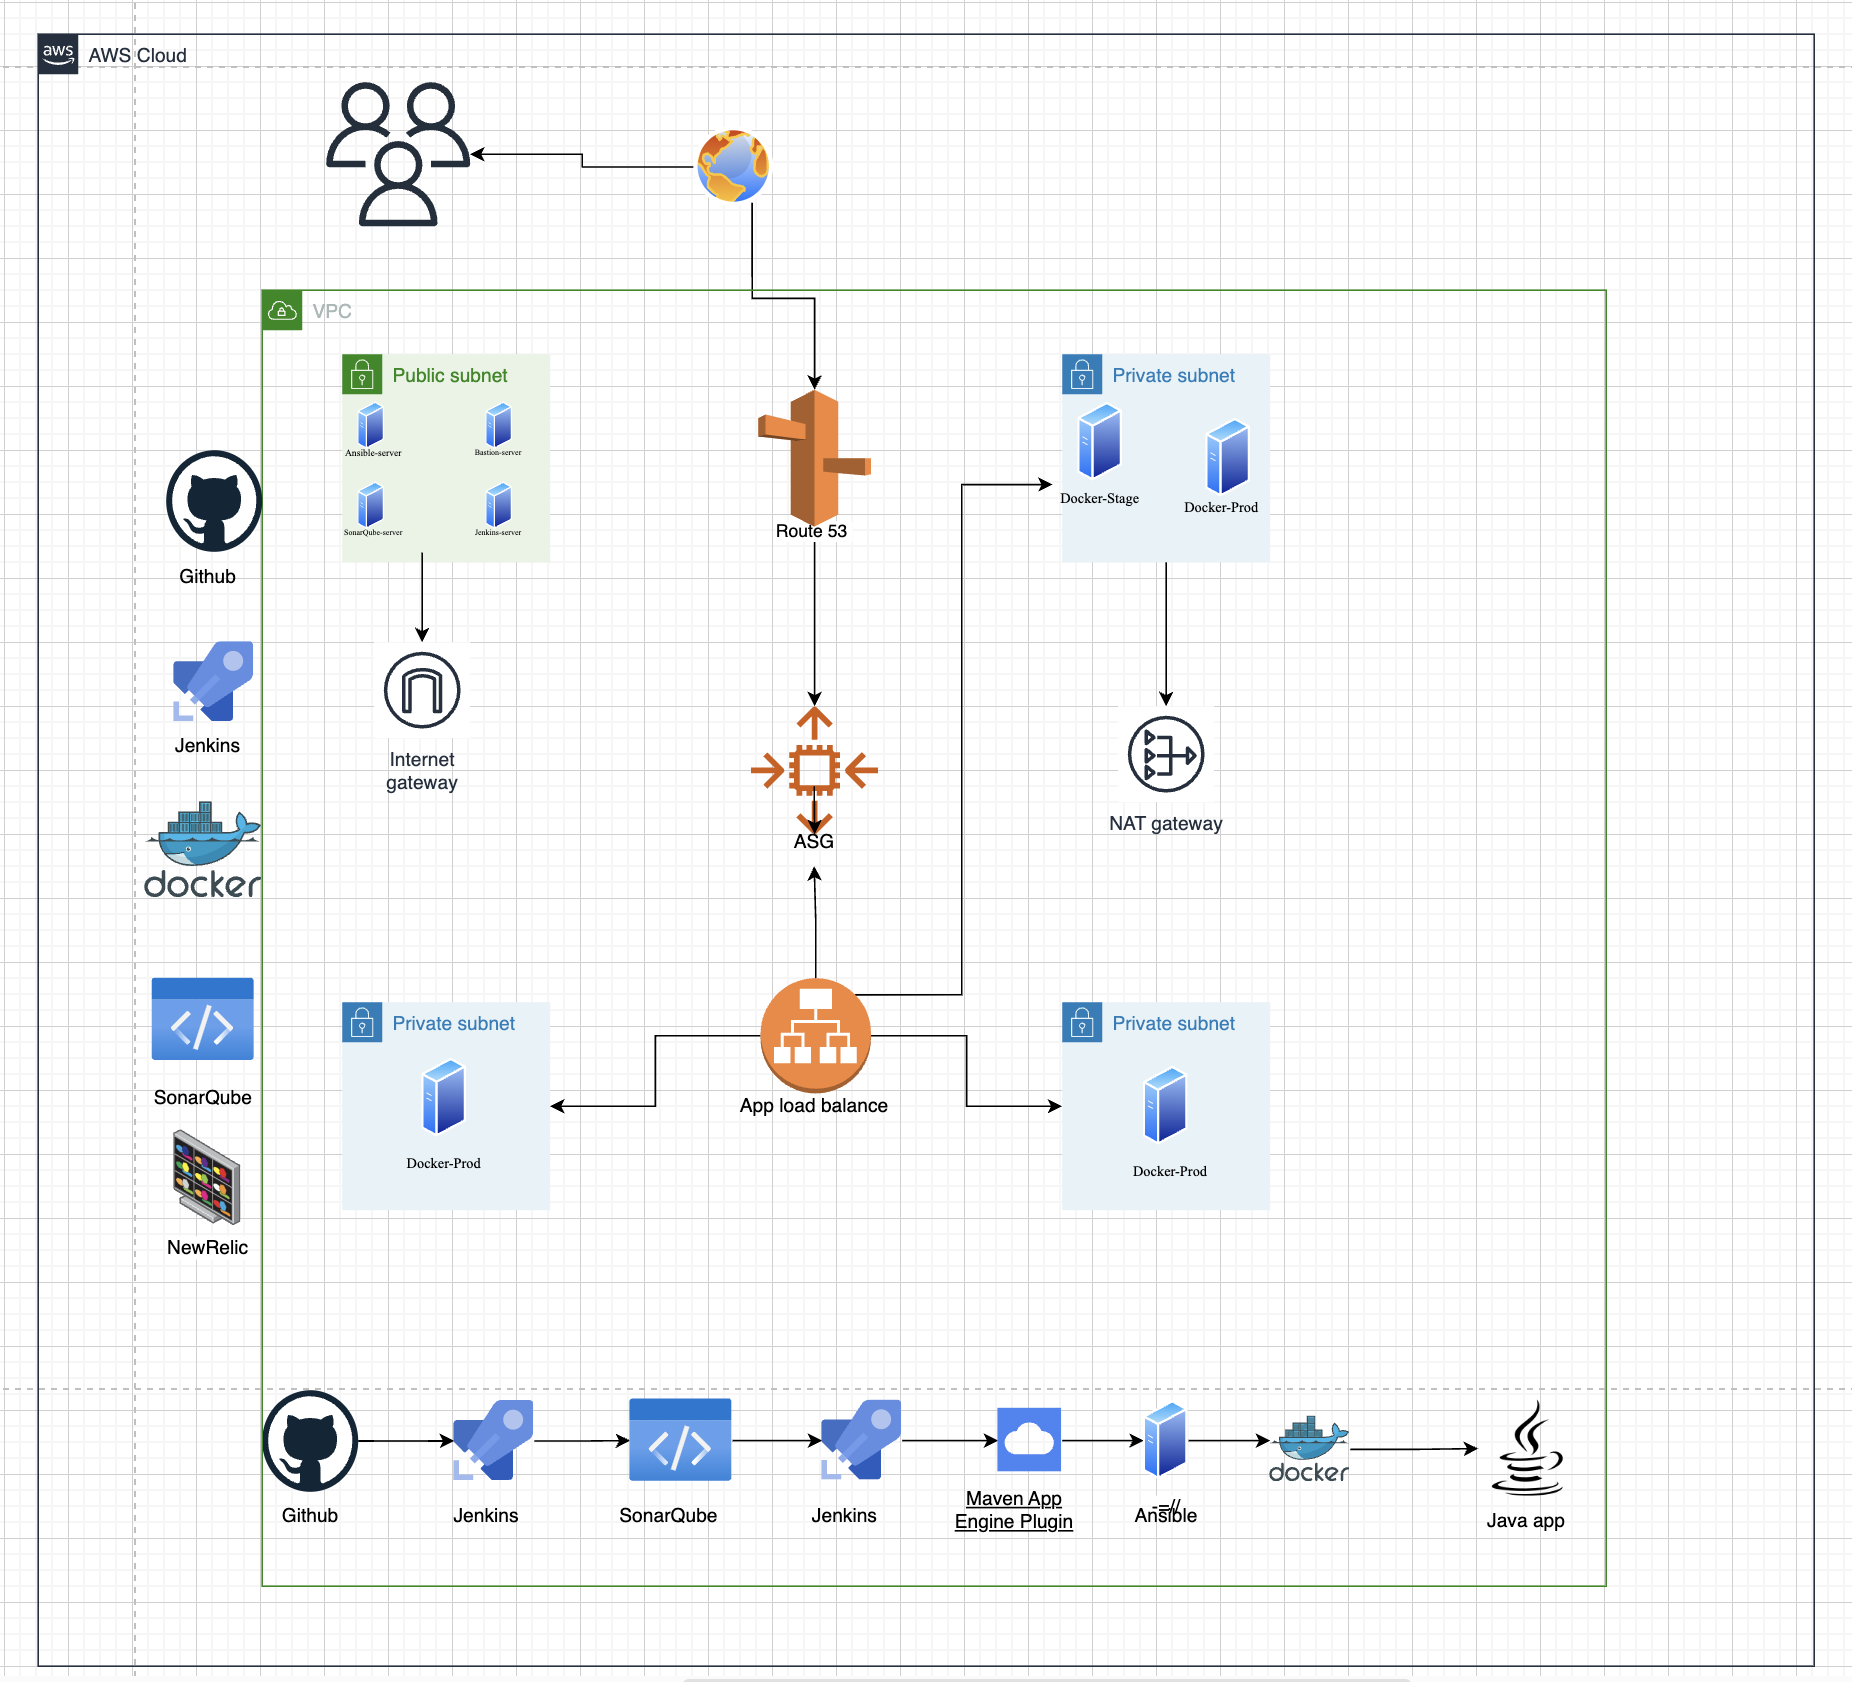 aws
AWS Cloud
VPC
Public subnet
Ansible-server
Bastion-server
SonarQube-server
Jenkins-server
Private subnet
Docker-Stage
Docker-Prod
Route 53
Github
Jenkins
docker
SonarQube
NewRelic
Internet
gateway
NAT gateway
ASG
Private subnet
Docker-Prod
App load balance
Private subnet
Docker-Prod
Github
Jenkins
SonarQube
Jenkins
Maven App
Engine Plugin
-=//
Ansible
docker
Java app